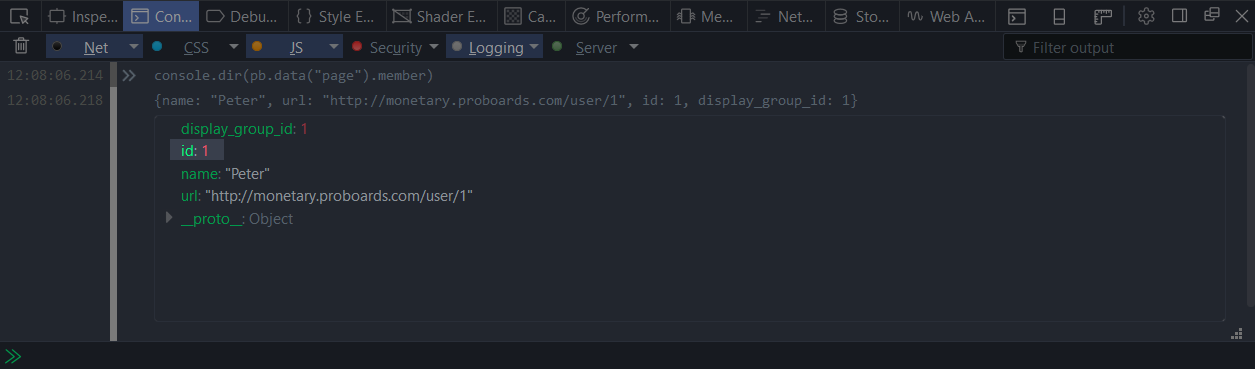 Inspe... Con... Debu... Style E... Shader E... Ca... Perform... Me... Net... Sto... Web A...
Net CSS JS Security Logging Server Filter output
12:08:06.214 console.dir(pb.data("page").member)
12:08:06.218 {name: "Peter", url: "http://monetary.proboards.com/user/1", id: 1, display_group_id: 1}
display_group_id: 1
id: 1
name: "Peter"
url: "http://monetary.proboards.com/user/1"
__proto__: Object